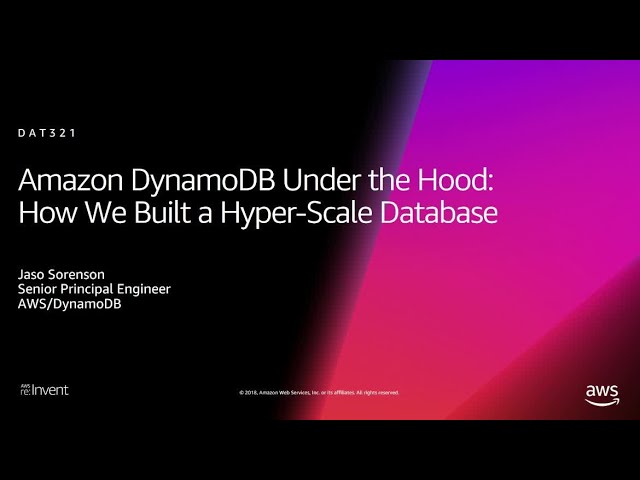 DAT321
Amazon DynamoDB Under the Hood:
How We Built a Hyper-Scale Database
Jaso Sorenson
Senior Principal Engineer
AWS/DynamoDB
AWS
re:Invent
© 2018, Amazon Web Services, Inc. or its affiliates. All rights reserved.
aws